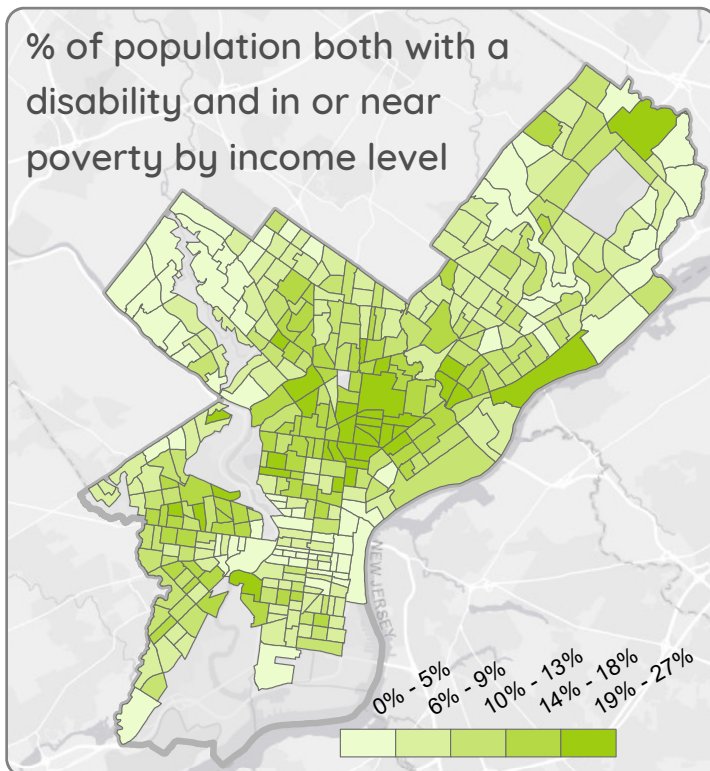 % of population both with a
disability and in or near
poverty by income level
NEW JERSEY
0% - 5%
6% - 9%
10% - 13%
14% - 18%
19% - 27%